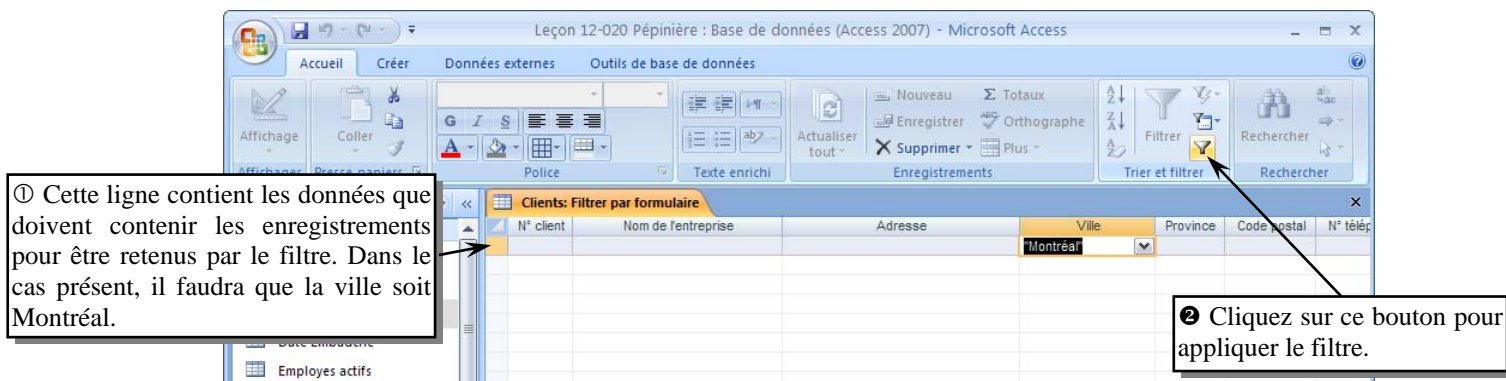 Leçon 12-020 Pépinière : Base de données (Access 2007) - Microsoft Access
Accueil Créer Données externes Outils de base de données
Affichage
Coller
G I S
A
ab
Actualiser tout
Nouveau
Enregistrer
Supprimer
Totaux
Orthographe
Plus
Filtrer
Rechercher
Affichages Presse-papiers Police Texte enrichi Enregistrements Trier et filtrer Rechercher
① Cette ligne contient les données que
doivent contenir les enregistrements
pour être retenus par le filtre. Dans le
cas présent, il faudra que la ville soit
Montréal.
Clients: Filtrer par formulaire
N° client Nom de l'entreprise Adresse Ville Province Code postal N° télép
"Montréal"
❷ Cliquez sur ce bouton pour
appliquer le filtre.
Date Embauche
Employes actifs